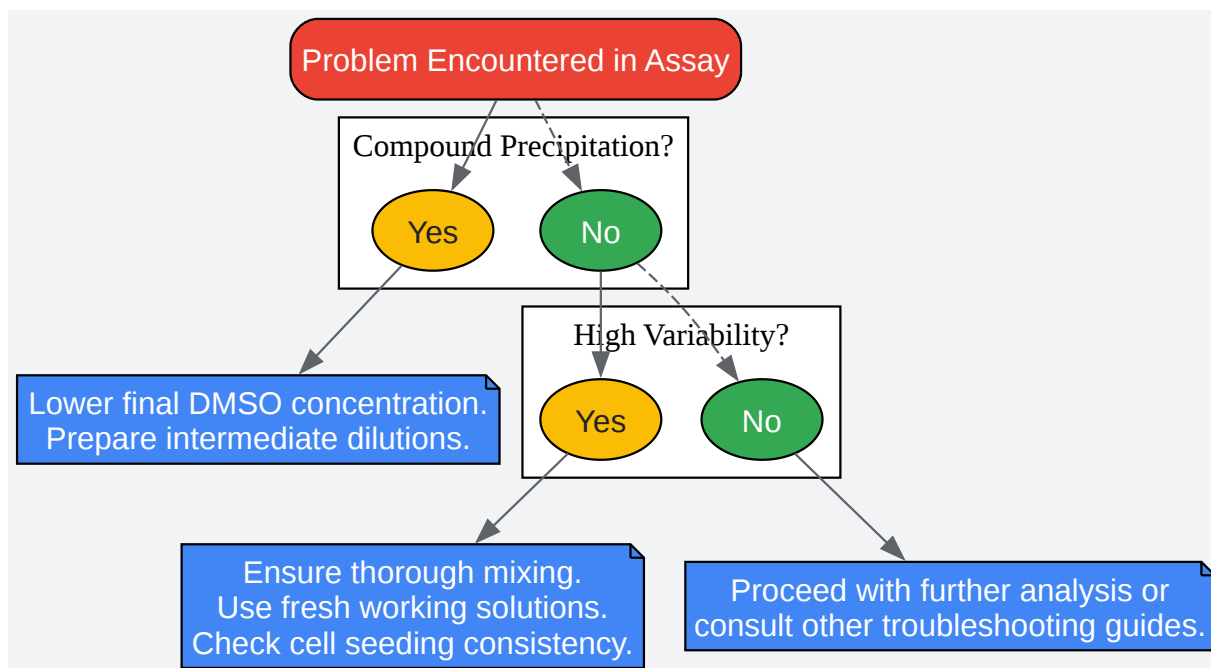 Problem Encountered in Assay
Compound Precipitation?
Yes
No
High Variability?
Lower final DMSO concentration.
Prepare intermediate dilutions.
Yes
No
Ensure thorough mixing.
Use fresh working solutions.
Check cell seeding consistency.
Proceed with further analysis or
consult other troubleshooting guides.